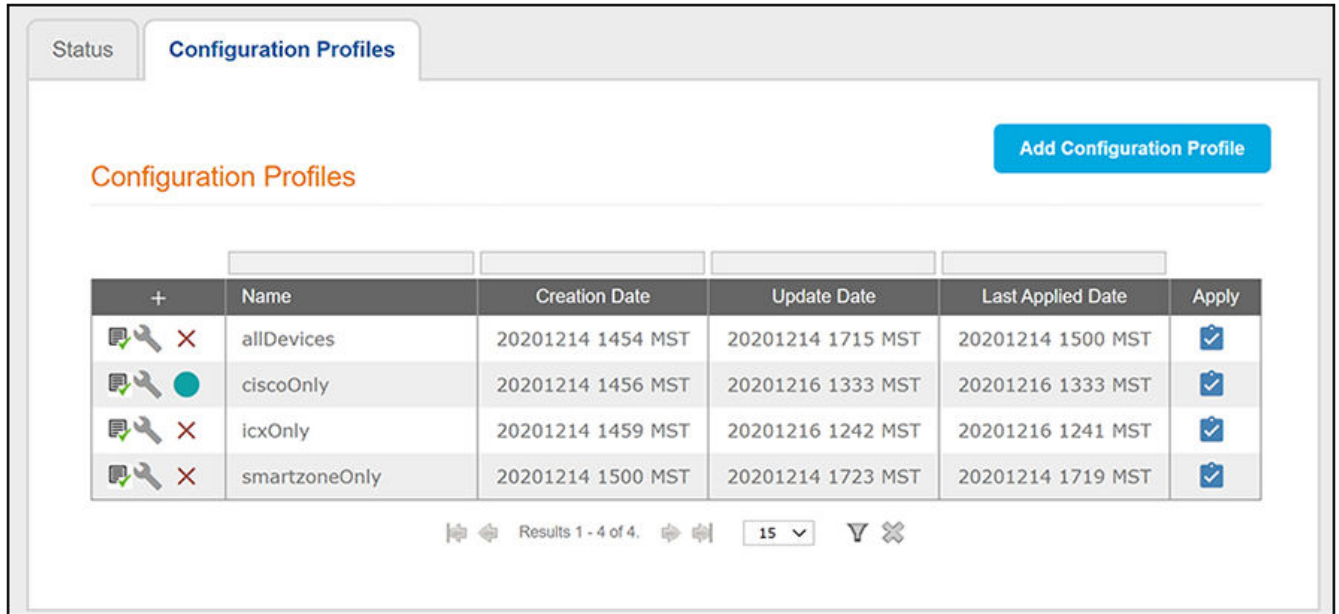 Status Configuration Profiles
Add Configuration Profile
Configuration Profiles
+ Name Creation Date Update Date Last Applied Date Apply
allDevices 20201214 1454 MST 20201214 1715 MST 20201214 1500 MST
ciscoOnly 20201214 1456 MST 20201216 1333 MST 20201216 1333 MST
icxOnly 20201214 1459 MST 20201216 1242 MST 20201216 1241 MST
smartzoneOnly 20201214 1500 MST 20201214 1723 MST 20201214 1719 MST
Results 1 - 4 of 4. 15